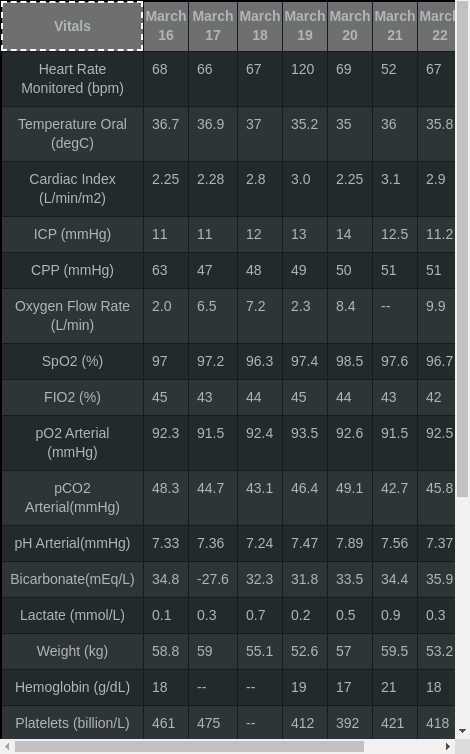 Vitals March 16 March 17 March 18 March 19 March 20 March 21 March 22
Heart Rate Monitored (bpm) 68 66 67 120 69 52 67
Temperature Oral (degC) 36.7 36.9 37 35.2 35 36 35.8
Cardiac Index (L/min/m2) 2.25 2.28 2.8 3.0 2.25 3.1 2.9
ICP (mmHg) 11 11 12 13 14 12.5 11.2
CPP (mmHg) 63 47 48 49 50 51 51
Oxygen Flow Rate (L/min) 2.0 6.5 7.2 2.3 8.4 -- 9.9
SpO2 (%) 97 97.2 96.3 97.4 98.5 97.6 96.7
FIO2 (%) 45 43 44 45 44 43 42
pO2 Arterial (mmHg) 92.3 91.5 92.4 93.5 92.6 91.5 92.5
pCO2 Arterial(mmHg) 48.3 44.7 43.1 46.4 49.1 42.7 45.8
pH Arterial(mmHg) 7.33 7.36 7.24 7.47 7.89 7.56 7.37
Bicarbonate(mEq/L) 34.8 -27.6 32.3 31.8 33.5 34.4 35.9
Lactate (mmol/L) 0.1 0.3 0.7 0.2 0.5 0.9 0.3
Weight (kg) 58.8 59 55.1 52.6 57 59.5 53.2
Hemoglobin (g/dL) 18 -- -- 19 17 21 18
Platelets (billion/L) 461 475 -- 412 392 421 418